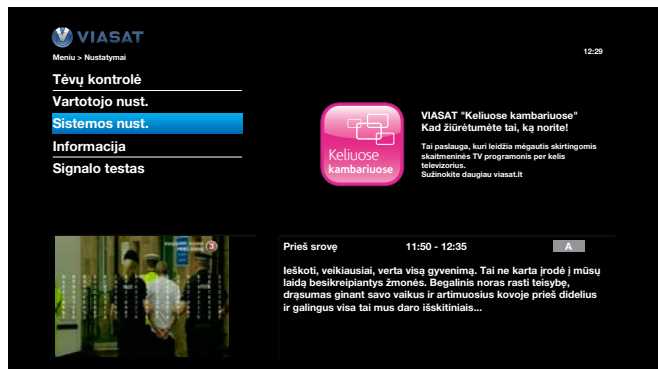 VIASAT
Meniu > Nustatymai
12:29
Tėvų kontrolė
Vartotojo nust.
Sistemos nust.
Informacija
Signalo testas
Keliuose
kambariuose
VIASAT "Keliuose kambariuose"
Kad žiūrėtumėte tai, ką norite!
Tai paslauga, kuri leidžia mėgautis skirtingomis
skaitmeninės TV programonis per kelis
televizorius.
Sužinokite daugiau viasat.lt
3
Prieš srovę
11:50 - 12:35
A
Ieškoti, veikiausiai, verta visą gyvenimą. Tai ne karta įrodė į mūsų
laidą besikreipiantys žmonės. Begalinis noras rasti teisybę,
drąsumas ginant savo vaikus ir artimuosius kovoje prieš didelius
ir galingus visa tai mus daro išskitiniais...